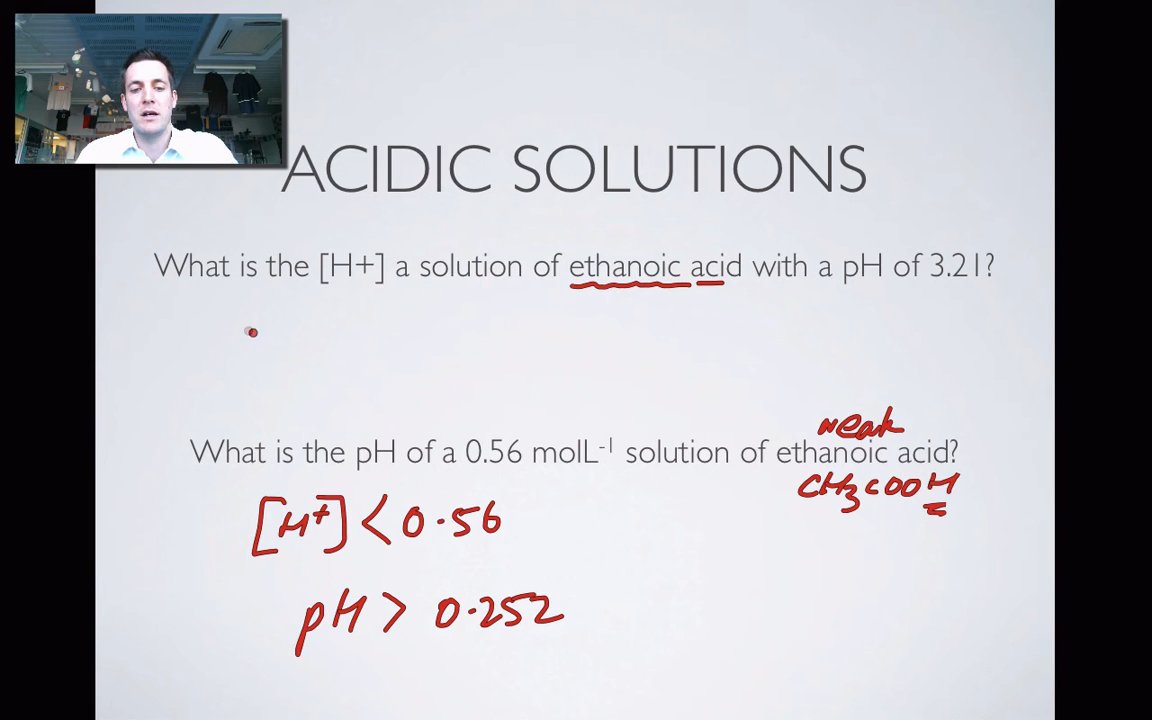 ACIDIC SOLUTIONS
What is the [H+] a solution of ethanoic acid with a pH of 3.21?
weak
What is the pH of a 0.56 molL⁻¹ solution of ethanoic acid?
CH₃COOH
[H⁺] < 0.56
pH > 0.252